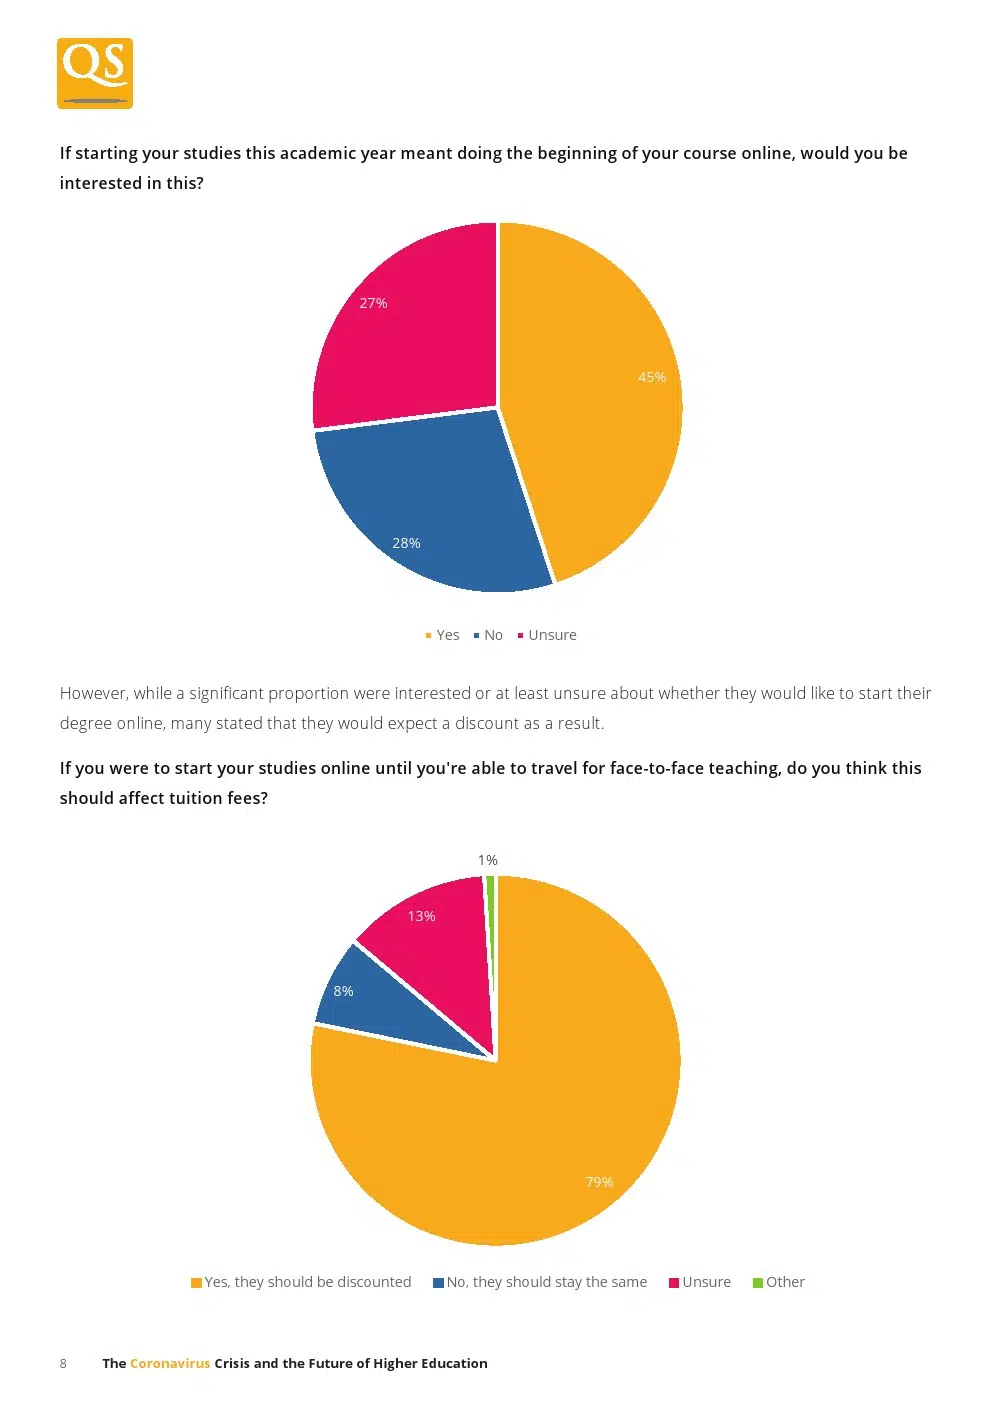 QS
If starting your studies this academic year meant doing the beginning of your course online, would you be
interested in this?
27%
45%
28%
Yes No Unsure
However, while a significant proportion were interested or at least unsure about whether they would like to start their
degree online, many stated that they would expect a discount as a result.
If you were to start your studies online until you're able to travel for face-to-face teaching, do you think this
should affect tuition fees?
1%
13%
8%
79%
Yes, they should be discounted No, they should stay the same Unsure Other
8 The Coronavirus Crisis and the Future of Higher Education